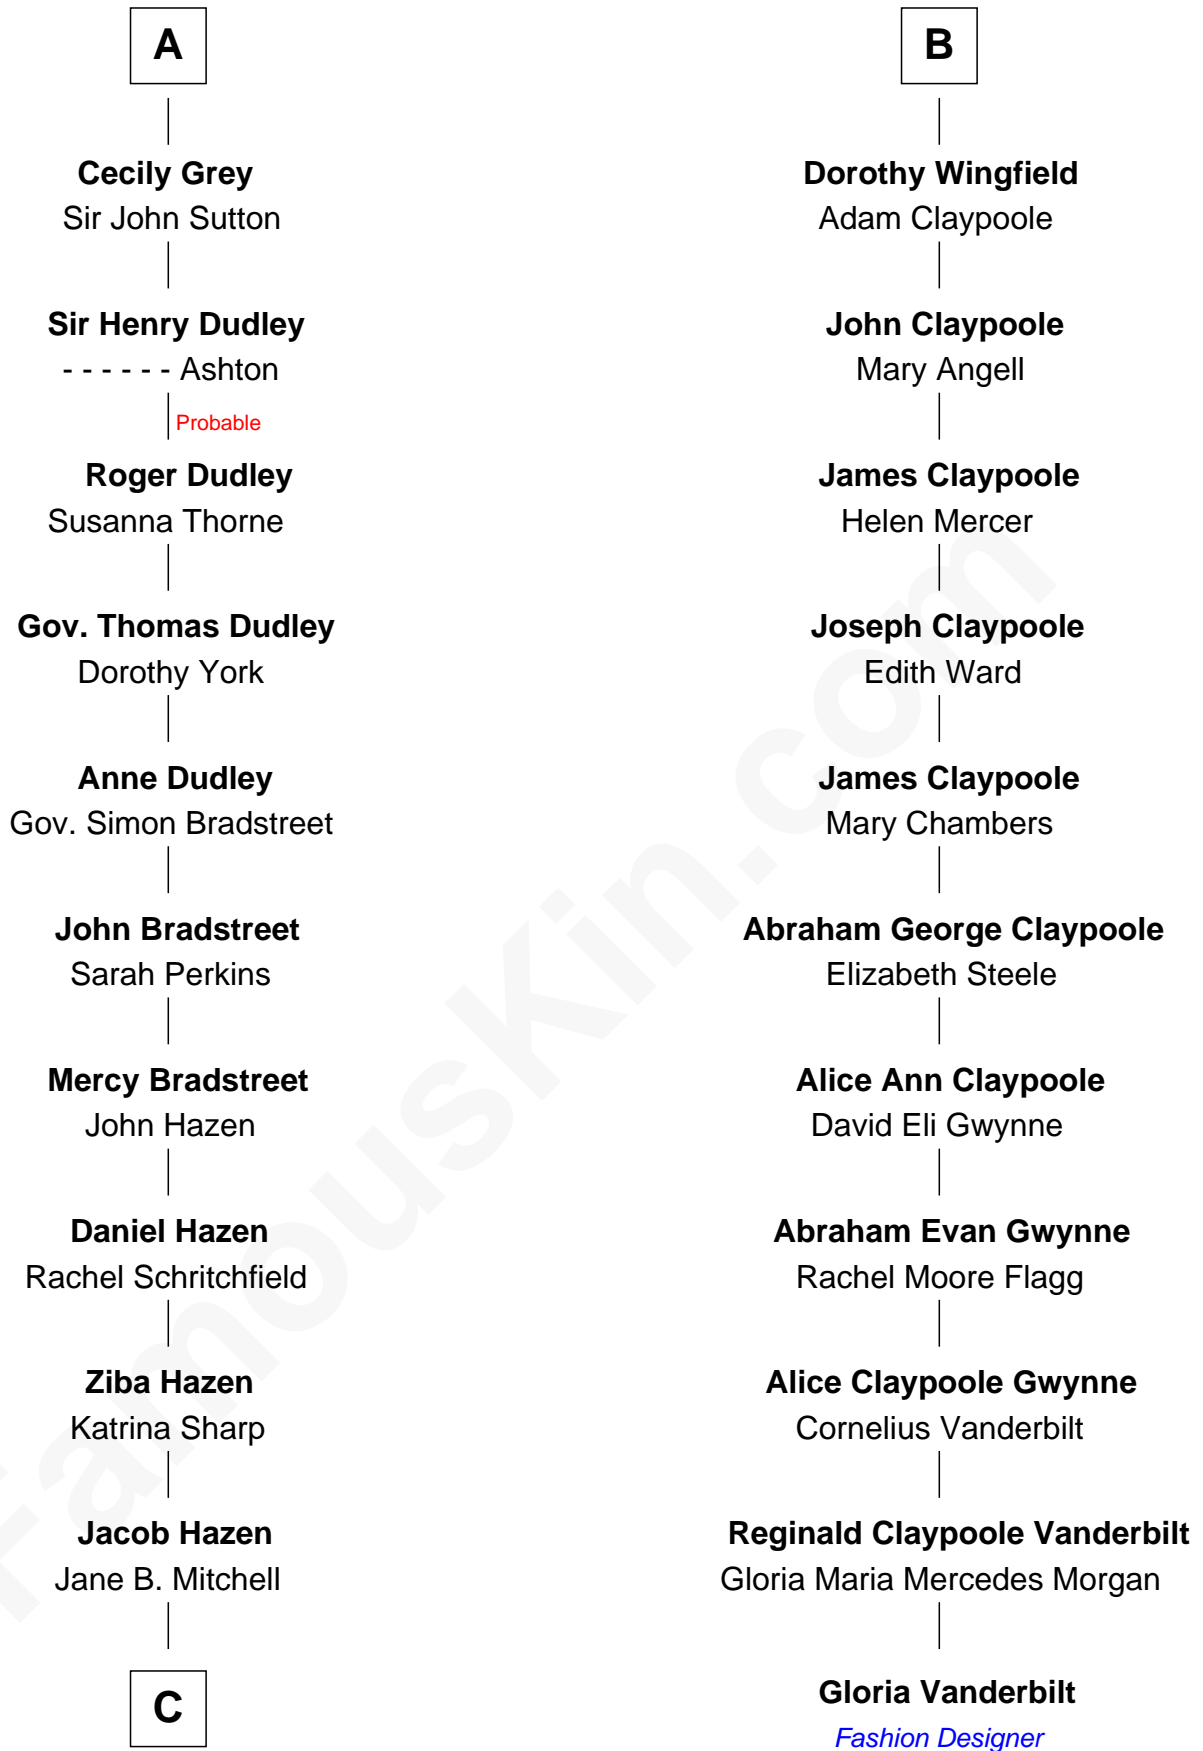 A
Cecily Grey
Sir John Sutton
Sir Henry Dudley
- - - - - - Ashton
Probable
Roger Dudley
Susanna Thorne
Gov. Thomas Dudley
Dorothy York
Anne Dudley
Gov. Simon Bradstreet
John Bradstreet
Sarah Perkins
Mercy Bradstreet
John Hazen
Daniel Hazen
Rachel Schritchfield
Ziba Hazen
Katrina Sharp
Jacob Hazen
Jane B. Mitchell
C
B
Dorothy Wingfield
Adam Claypoole
John Claypoole
Mary Angell
James Claypoole
Helen Mercer
Joseph Claypoole
Edith Ward
James Claypoole
Mary Chambers
Abraham George Claypoole
Elizabeth Steele
Alice Ann Claypoole
David Eli Gwynne
Abraham Evan Gwynne
Rachel Moore Flagg
Alice Claypoole Gwynne
Cornelius Vanderbilt
Reginald Claypoole Vanderbilt
Gloria Maria Mercedes Morgan
Gloria Vanderbilt
Fashion Designer
FamousKin.com